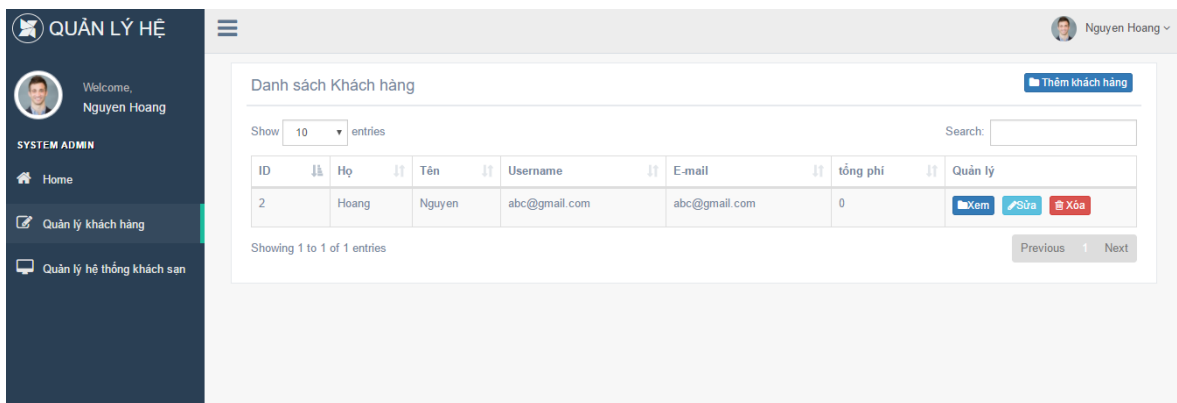 QUẢN LÝ HỆ
Nguyen Hoang
Welcome,
Nguyen Hoang
SYSTEM ADMIN
Home
Quản lý khách hàng
Quản lý hệ thống khách sạn
Danh sách Khách hàng
Thêm khách hàng
Show 10 entries
Search:
ID Họ Tên Username E-mail tổng phí Quản lý
2 Hoang Nguyen abc@gmail.com abc@gmail.com 0 Xem Sửa Xóa
Showing 1 to 1 of 1 entries
Previous 1 Next